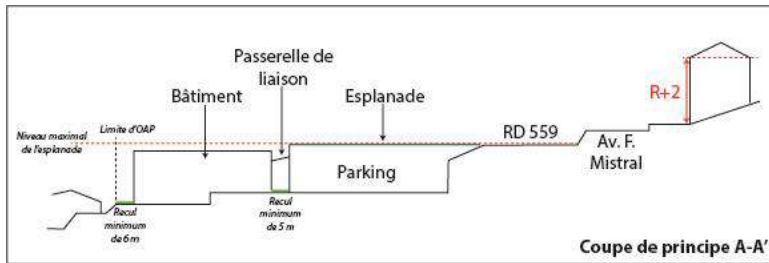 Passerelle de
liaison
Bâtiment
Esplanade
R+2
Niveau maximal
de l'esplanade
Limite d'OAP
RD 559
Av. F.
Mistral
Parking
Recul
minimum
de 6 m
Recul
minimum
de 5 m
Coupe de principe A-A'